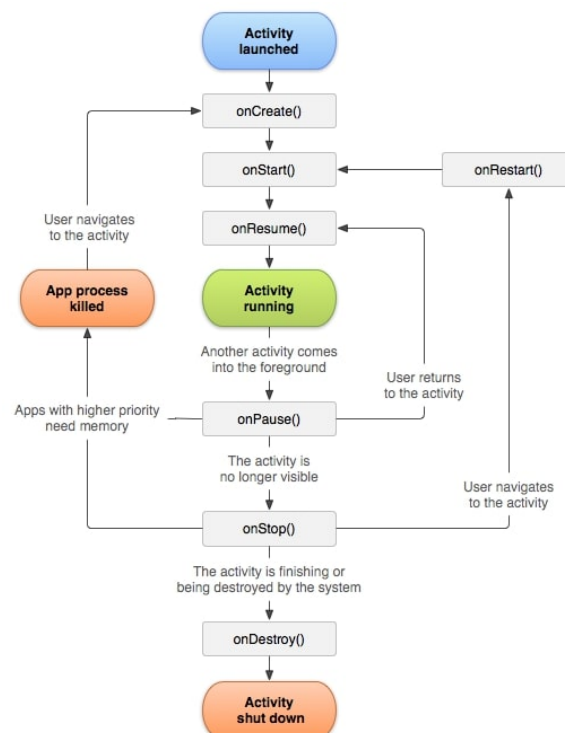 Activity
launched
onCreate()
onStart()
onRestart()
User navigates
to the activity
onResume()
App process
killed
Activity
running
Another activity comes
into the foreground
User returns
to the activity
Apps with higher priority
need memory
onPause()
The activity is
no longer visible
User navigates
to the activity
onStop()
The activity is finishing or
being destroyed by the system
onDestroy()
Activity
shut down